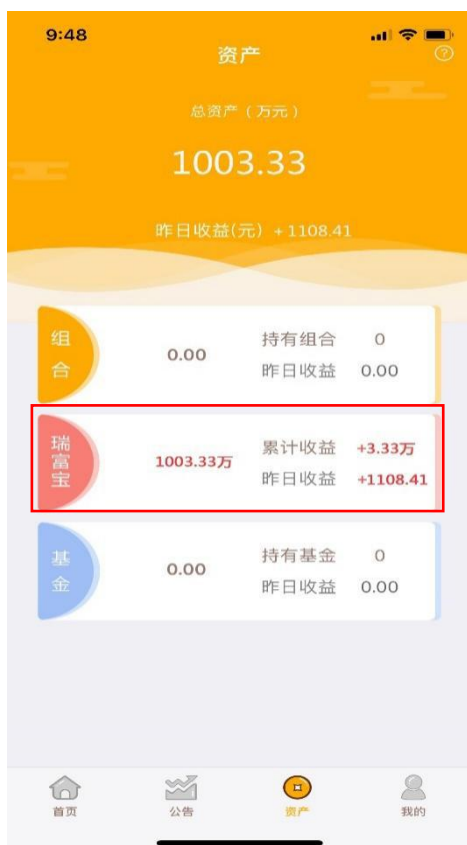 9:48
资产
?
总资产（万元）
1003.33
昨日收益(元) +1108.41
组合
0.00
持有组合 0
昨日收益 0.00
瑞富宝
1003.33万
累计收益 +3.33万
昨日收益 +1108.41
基金
0.00
持有基金 0
昨日收益 0.00
首页 公告 资产 我的